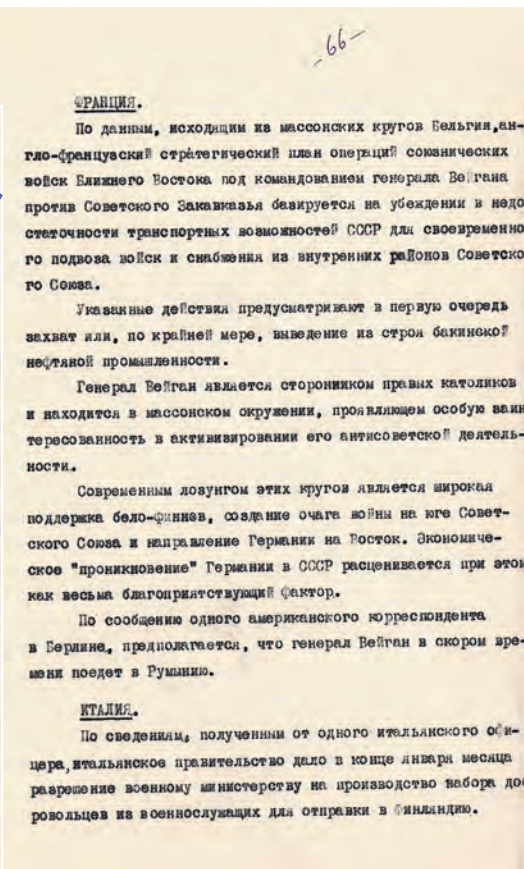 -66-
ФРАНЦИЯ.
По данным, исходящим из массонских кругов Бельгии,ан-
гло-французский стратегический план операций союзнических
войск Ближнего Востока под командованием генерала Вейгана
против Советского Закавказья базируется на убеждении в недо
статочности транспортных возможностей СССР для своевременно
го подвоза войск и снабжения из внутренних районов Советско
го Союза.
Указанные действия предусматривают в первую очередь
захват или, по крайней мере, выведение из строя бакинской
нефтяной промышленности.
Генерал Вейган является сторонником правых католиков
и находится в массонском окружении, проявляющем особую заин
тересованность в активизировании его антисоветской деятель-
ности.
Современным лозунгом этих кругов является широкая
поддержка бело-финнов, создание очага войны на юге Совет-
ского Союза и направление Германии на Восток. Экономиче-
ское "проникновение" Германии в СССР расценивается при этом
как весьма благоприятствующий фактор.
По сообщению одного американского корреспондента
в Берлине, предполагается, что генерал Вейган в скором вре-
мени поедет в Румынию.
ИТАЛИЯ.
По сведениям, полученным от одного итальянского офи-
цера,итальянское правительство дало в конце января месяца
разрешение военному министерству на производство набора доб
ровольцев из военнослужащих для отправки в Финляндию.